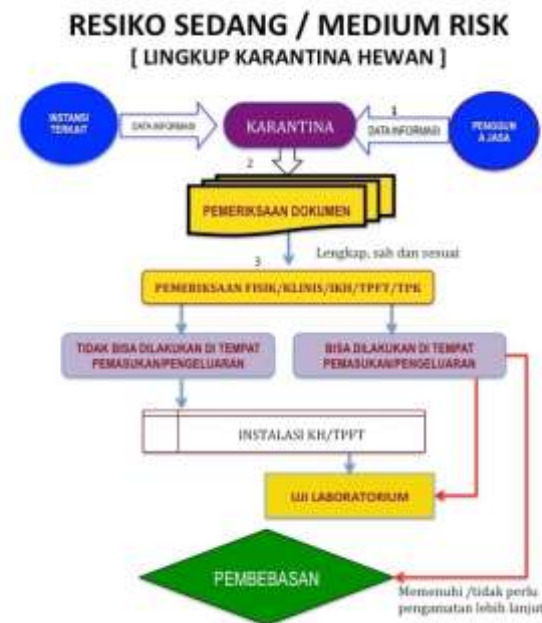 RESIKO SEDANG / MEDIUM RISK
[ LINGKUP KARANTINA HEWAN ]
INSTANSI
TERKAIT
DATA INFORMASI
KARANTINA
1
DATA INFORMASI
PENGGUN
A JASA
2
PEMERIKSAAN DOKUMEN
Lengkap, sah dan sesuai
3
PEMERIKSAAN FISIK/KLINIS/IKH/TPFT/TPK
TIDAK BISA DILAKUKAN DI TEMPAT
PEMASUKAN/PENGELUARAN
BISA DILAKUKAN DI TEMPAT
PEMASUKAN/PENGELUARAN
INSTALASI KH/TPFT
UJI LABORATORIUM
PEMBEBASAN
Memenuhi /tidak perlu
pengamatan lebih lanjut